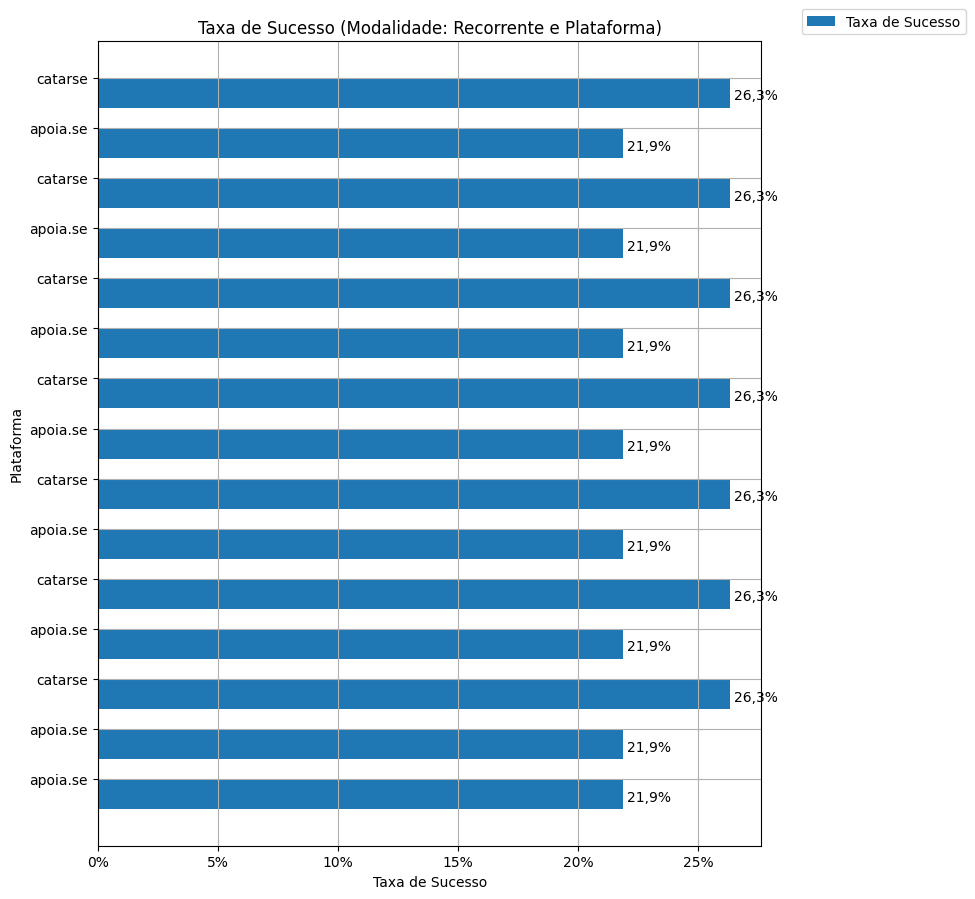 Taxa de Sucesso (Modalidade: Recorrente e Plataforma)
Taxa de Sucesso
catarse
26,3%
apoia.se
21,9%
catarse
26,3%
apoia.se
21,9%
catarse
26,3%
apoia.se
21,9%
catarse
26,3%
apoia.se
21,9%
catarse
26,3%
apoia.se
21,9%
catarse
26,3%
apoia.se
21,9%
catarse
26,3%
apoia.se
21,9%
apoia.se
21,9%
Plataforma
0% 5% 10% 15% 20% 25%
Taxa de Sucesso